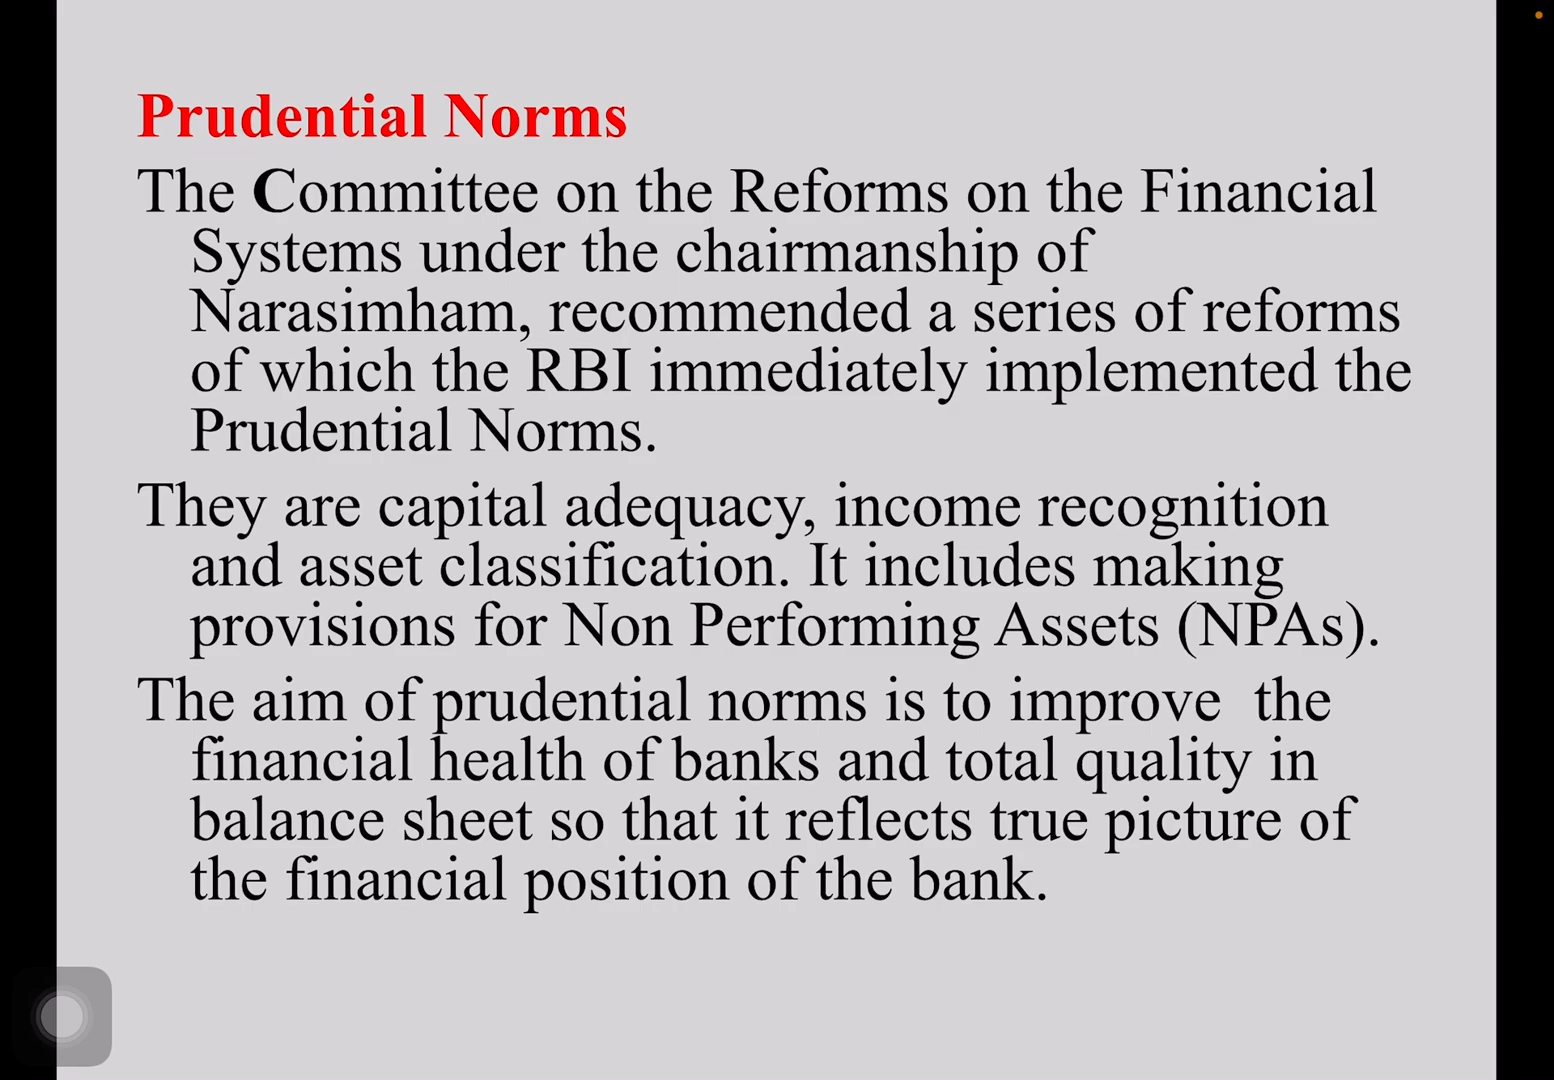 Prudential Norms
The Committee on the Reforms on the Financial
Systems under the chairmanship of
Narasimham, recommended a series of reforms
of which the RBI immediately implemented the
Prudential Norms.
They are capital adequacy, income recognition
and asset classification. It includes making
provisions for Non Performing Assets (NPAs).
The aim of prudential norms is to improve  the
financial health of banks and total quality in
balance sheet so that it reflects true picture of
the financial position of the bank.